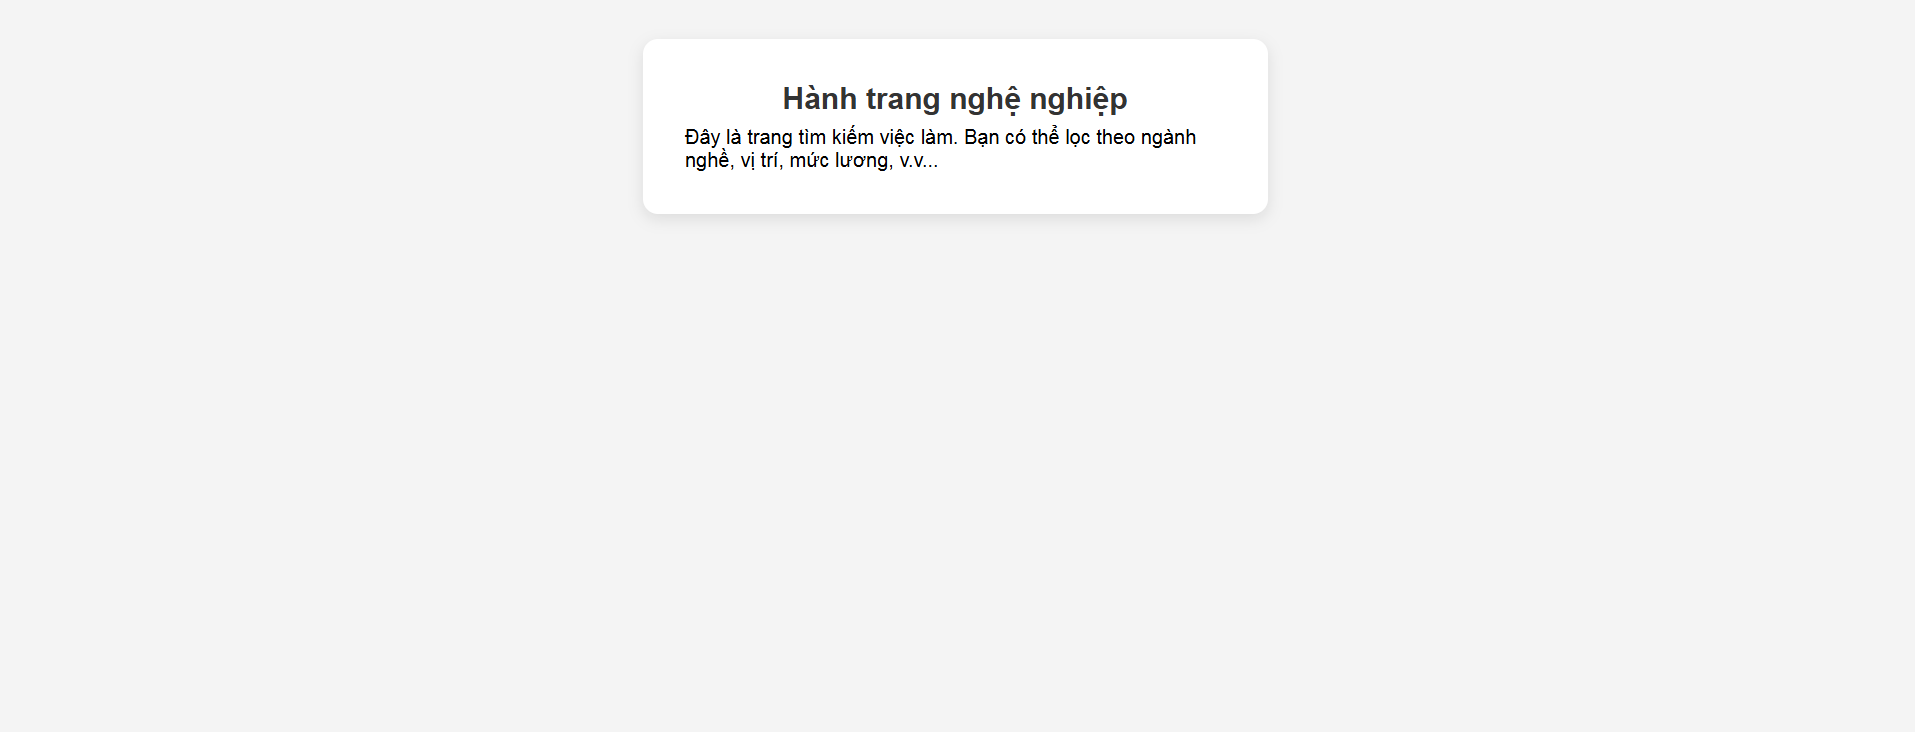 Hành trang nghệ nghiệp
Đây là trang tìm kiếm việc làm. Bạn có thể lọc theo ngành
nghề, vị trí, mức lương, v.v...